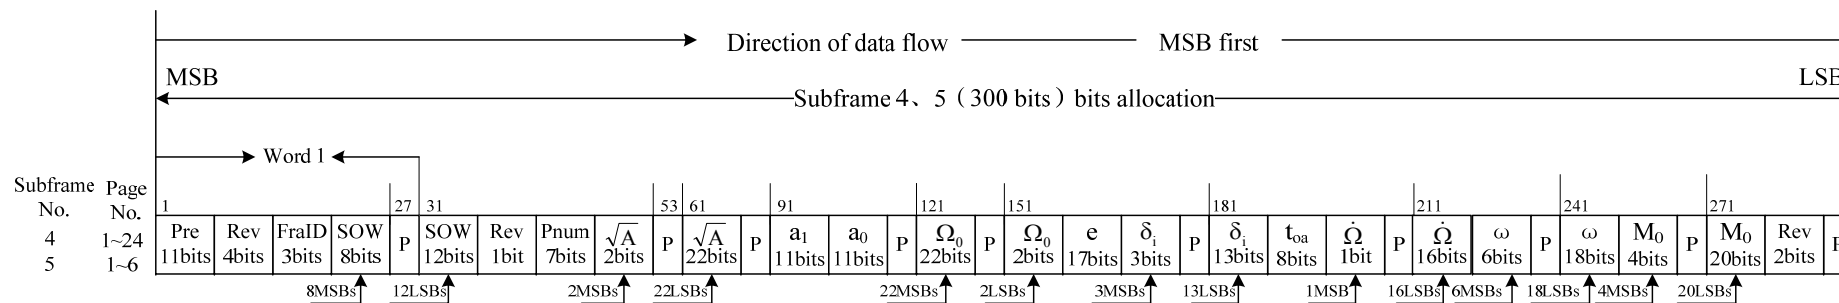 Direction of data flow MSB first
MSB LSB
Subframe 4、5（300 bits）bits allocation
Word 1
Subframe No. Page No.
1 27 31 53 61 91 121 151 181 211 241 271
4 1~24
5 1~6
Pre 11bits
Rev 4bits
FraID 3bits
SOW 8bits
P
SOW 12bits
Rev 1bit
Pnum 7bits
√A 2bits
P
√A 22bits
P
a₁ 11bits
a₀ 11bits
P
Ω₀ 22bits
P
Ω₀ 2bits
e 17bits
δᵢ 3bits
P
δᵢ 13bits
tₒₐ 8bits
Ω̇ 1bit
P
Ω̇ 16bits
ω 6bits
P
ω 18bits
M₀ 4bits
P
M₀ 20bits
Rev 2bits
P
8MSBs 12LSBs 2MSBs 22LSBs 22MSBs 2LSBs 3MSBs 13LSBs 1MSB 16LSBs 6MSBs 18LSBs 4MSBs 20LSBs